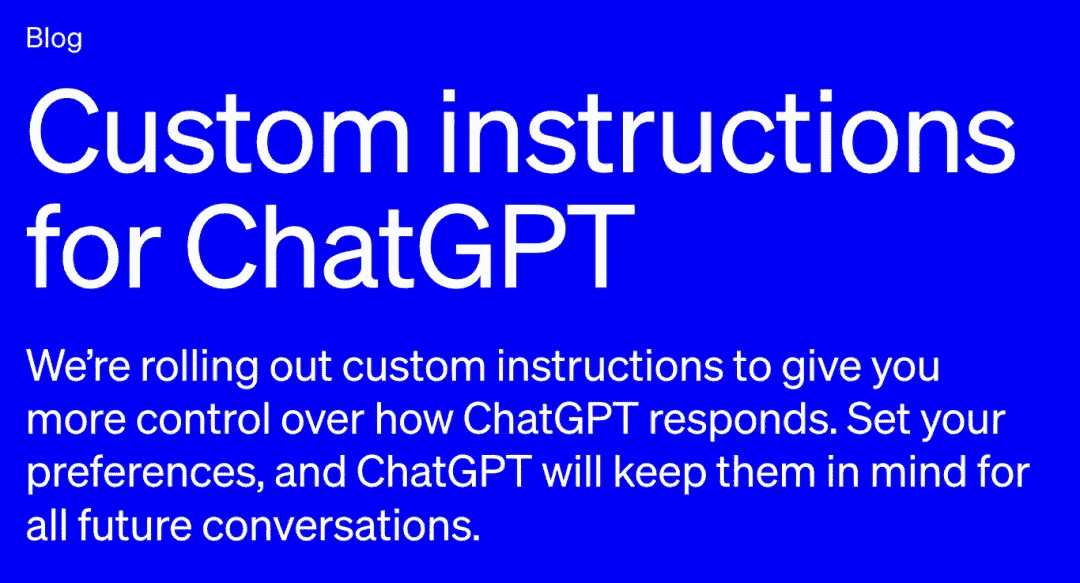 Blog
Custom instructions
for ChatGPT
We’re rolling out custom instructions to give you
more control over how ChatGPT responds. Set your
preferences, and ChatGPT will keep them in mind for
all future conversations.